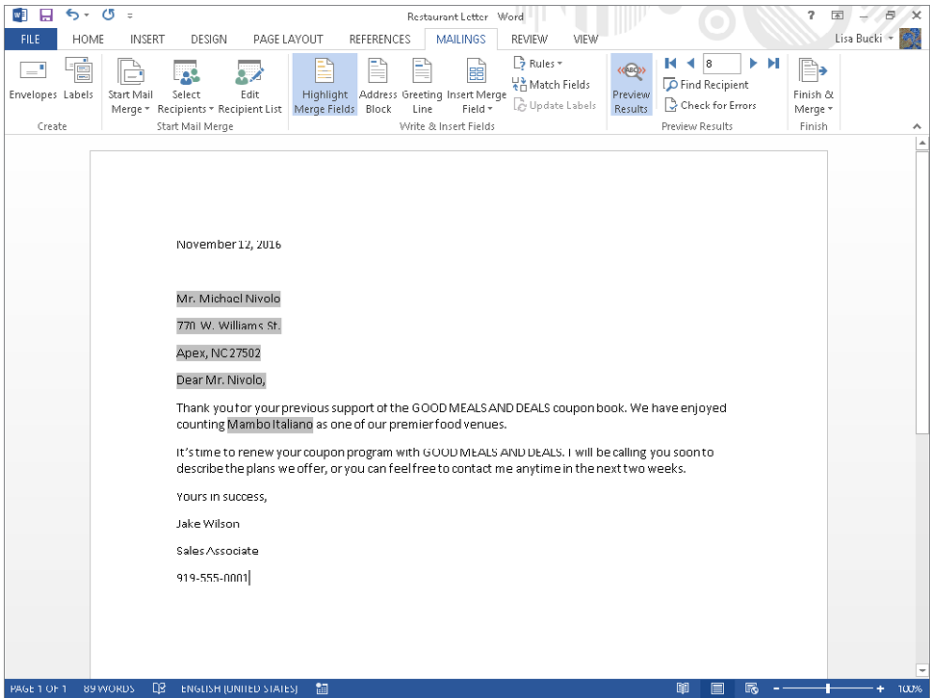 Restaurant Letter Word
?
FILE HOME INSERT DESIGN PAGE LAYOUT REFERENCES MAILINGS REVIEW VIEW Lisa Bucki
Envelopes Labels
Start Mail Merge
Select Recipients
Edit Recipient List
Highlight Merge Fields
Address Block
Greeting Line
Insert Merge Field
Rules
Match Fields
Update Labels
Preview Results
ABC
8
Find Recipient
Check for Errors
Finish & Merge
Create Start Mail Merge Write & Insert Fields Preview Results Finish
November 12, 2016
Mr. Michael Nivolo
770 W. Williams St.
Apex, NC 27502
Dear Mr. Nivolo,
Thank you for your previous support of the GOOD MEALS AND DEALS coupon book. We have enjoyed
counting Mambo Italiano as one of our premier food venues.
It's time to renew your coupon program with GOOD MEALS AND DEALS. I will be calling you soon to
describe the plans we offer, or you can feel free to contact me anytime in the next two weeks.
Yours in success,
Jake Wilson
Sales Associate
919-555-0001
PAGE 1 OF 1 89 WORDS ENGLISH (UNITED STATES) 100%